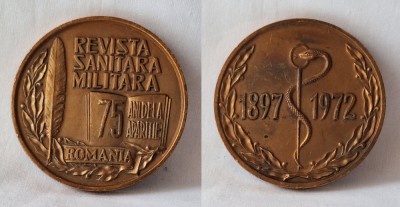 REVISTA
SANITARA
MILITARA
75 ANI DE LA
APARITIE
ROMANIA
1897 1972